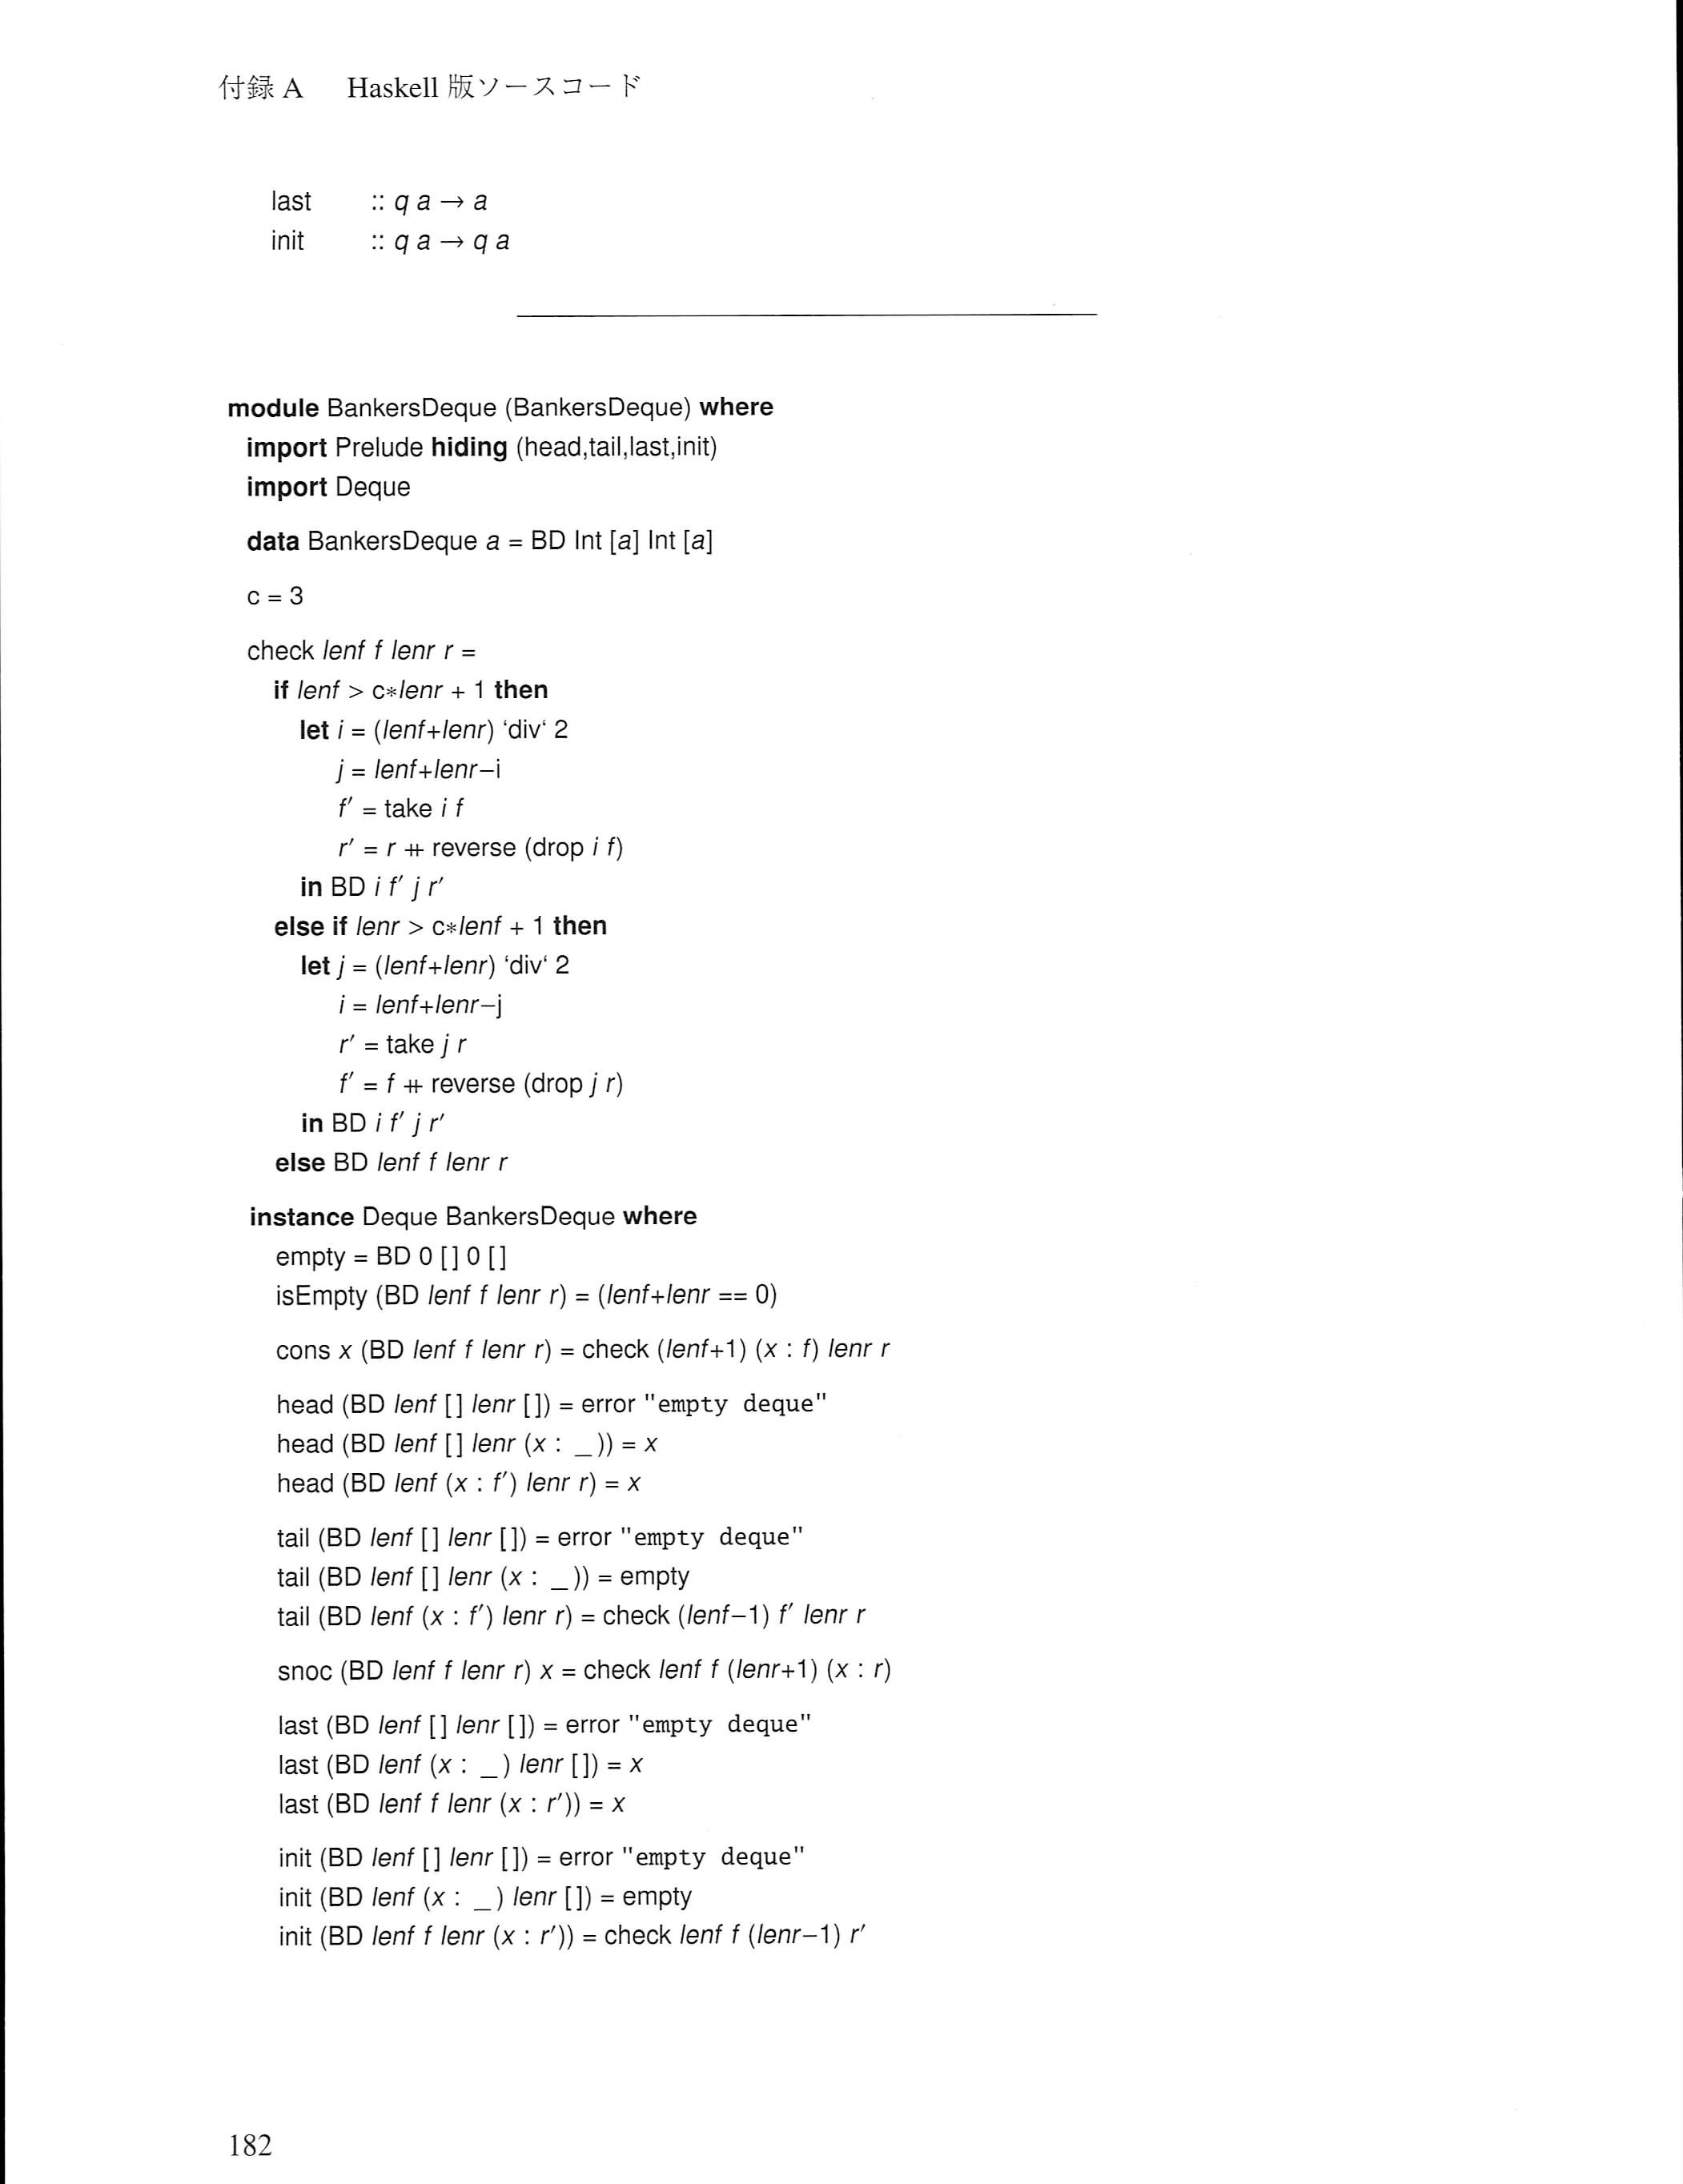 付録 A Haskell 版ソースコード
last :: q a → a
init :: q a → q a
module BankersDeque (BankersDeque) where
import Prelude hiding (head,tail,last,init)
import Deque
data BankersDeque a = BD Int [a] Int [a]
c = 3
check lenf f lenr r =
if lenf > c*lenr + 1 then
let i = (lenf+lenr) ‘div‘ 2
j = lenf+lenr−i
f′ = take i f
r′ = r ++ reverse (drop i f)
in BD i f′ j r′
else if lenr > c*lenf + 1 then
let j = (lenf+lenr) ‘div‘ 2
i = lenf+lenr−j
r′ = take j r
f′ = f ++ reverse (drop j r)
in BD i f′ j r′
else BD lenf f lenr r
instance Deque BankersDeque where
empty = BD 0 [] 0 []
isEmpty (BD lenf f lenr r) = (lenf+lenr == 0)
cons x (BD lenf f lenr r) = check (lenf+1) (x : f) lenr r
head (BD lenf [] lenr []) = error "empty deque"
head (BD lenf [] lenr (x : _)) = x
head (BD lenf (x : f′) lenr r) = x
tail (BD lenf [] lenr []) = error "empty deque"
tail (BD lenf [] lenr (x : _)) = empty
tail (BD lenf (x : f′) lenr r) = check (lenf−1) f′ lenr r
snoc (BD lenf f lenr r) x = check lenf f (lenr+1) (x : r)
last (BD lenf [] lenr []) = error "empty deque"
last (BD lenf (x : _) lenr []) = x
last (BD lenf f lenr (x : r′)) = x
init (BD lenf [] lenr []) = error "empty deque"
init (BD lenf (x : _) lenr []) = empty
init (BD lenf f lenr (x : r′)) = check lenf f (lenr−1) r′
182